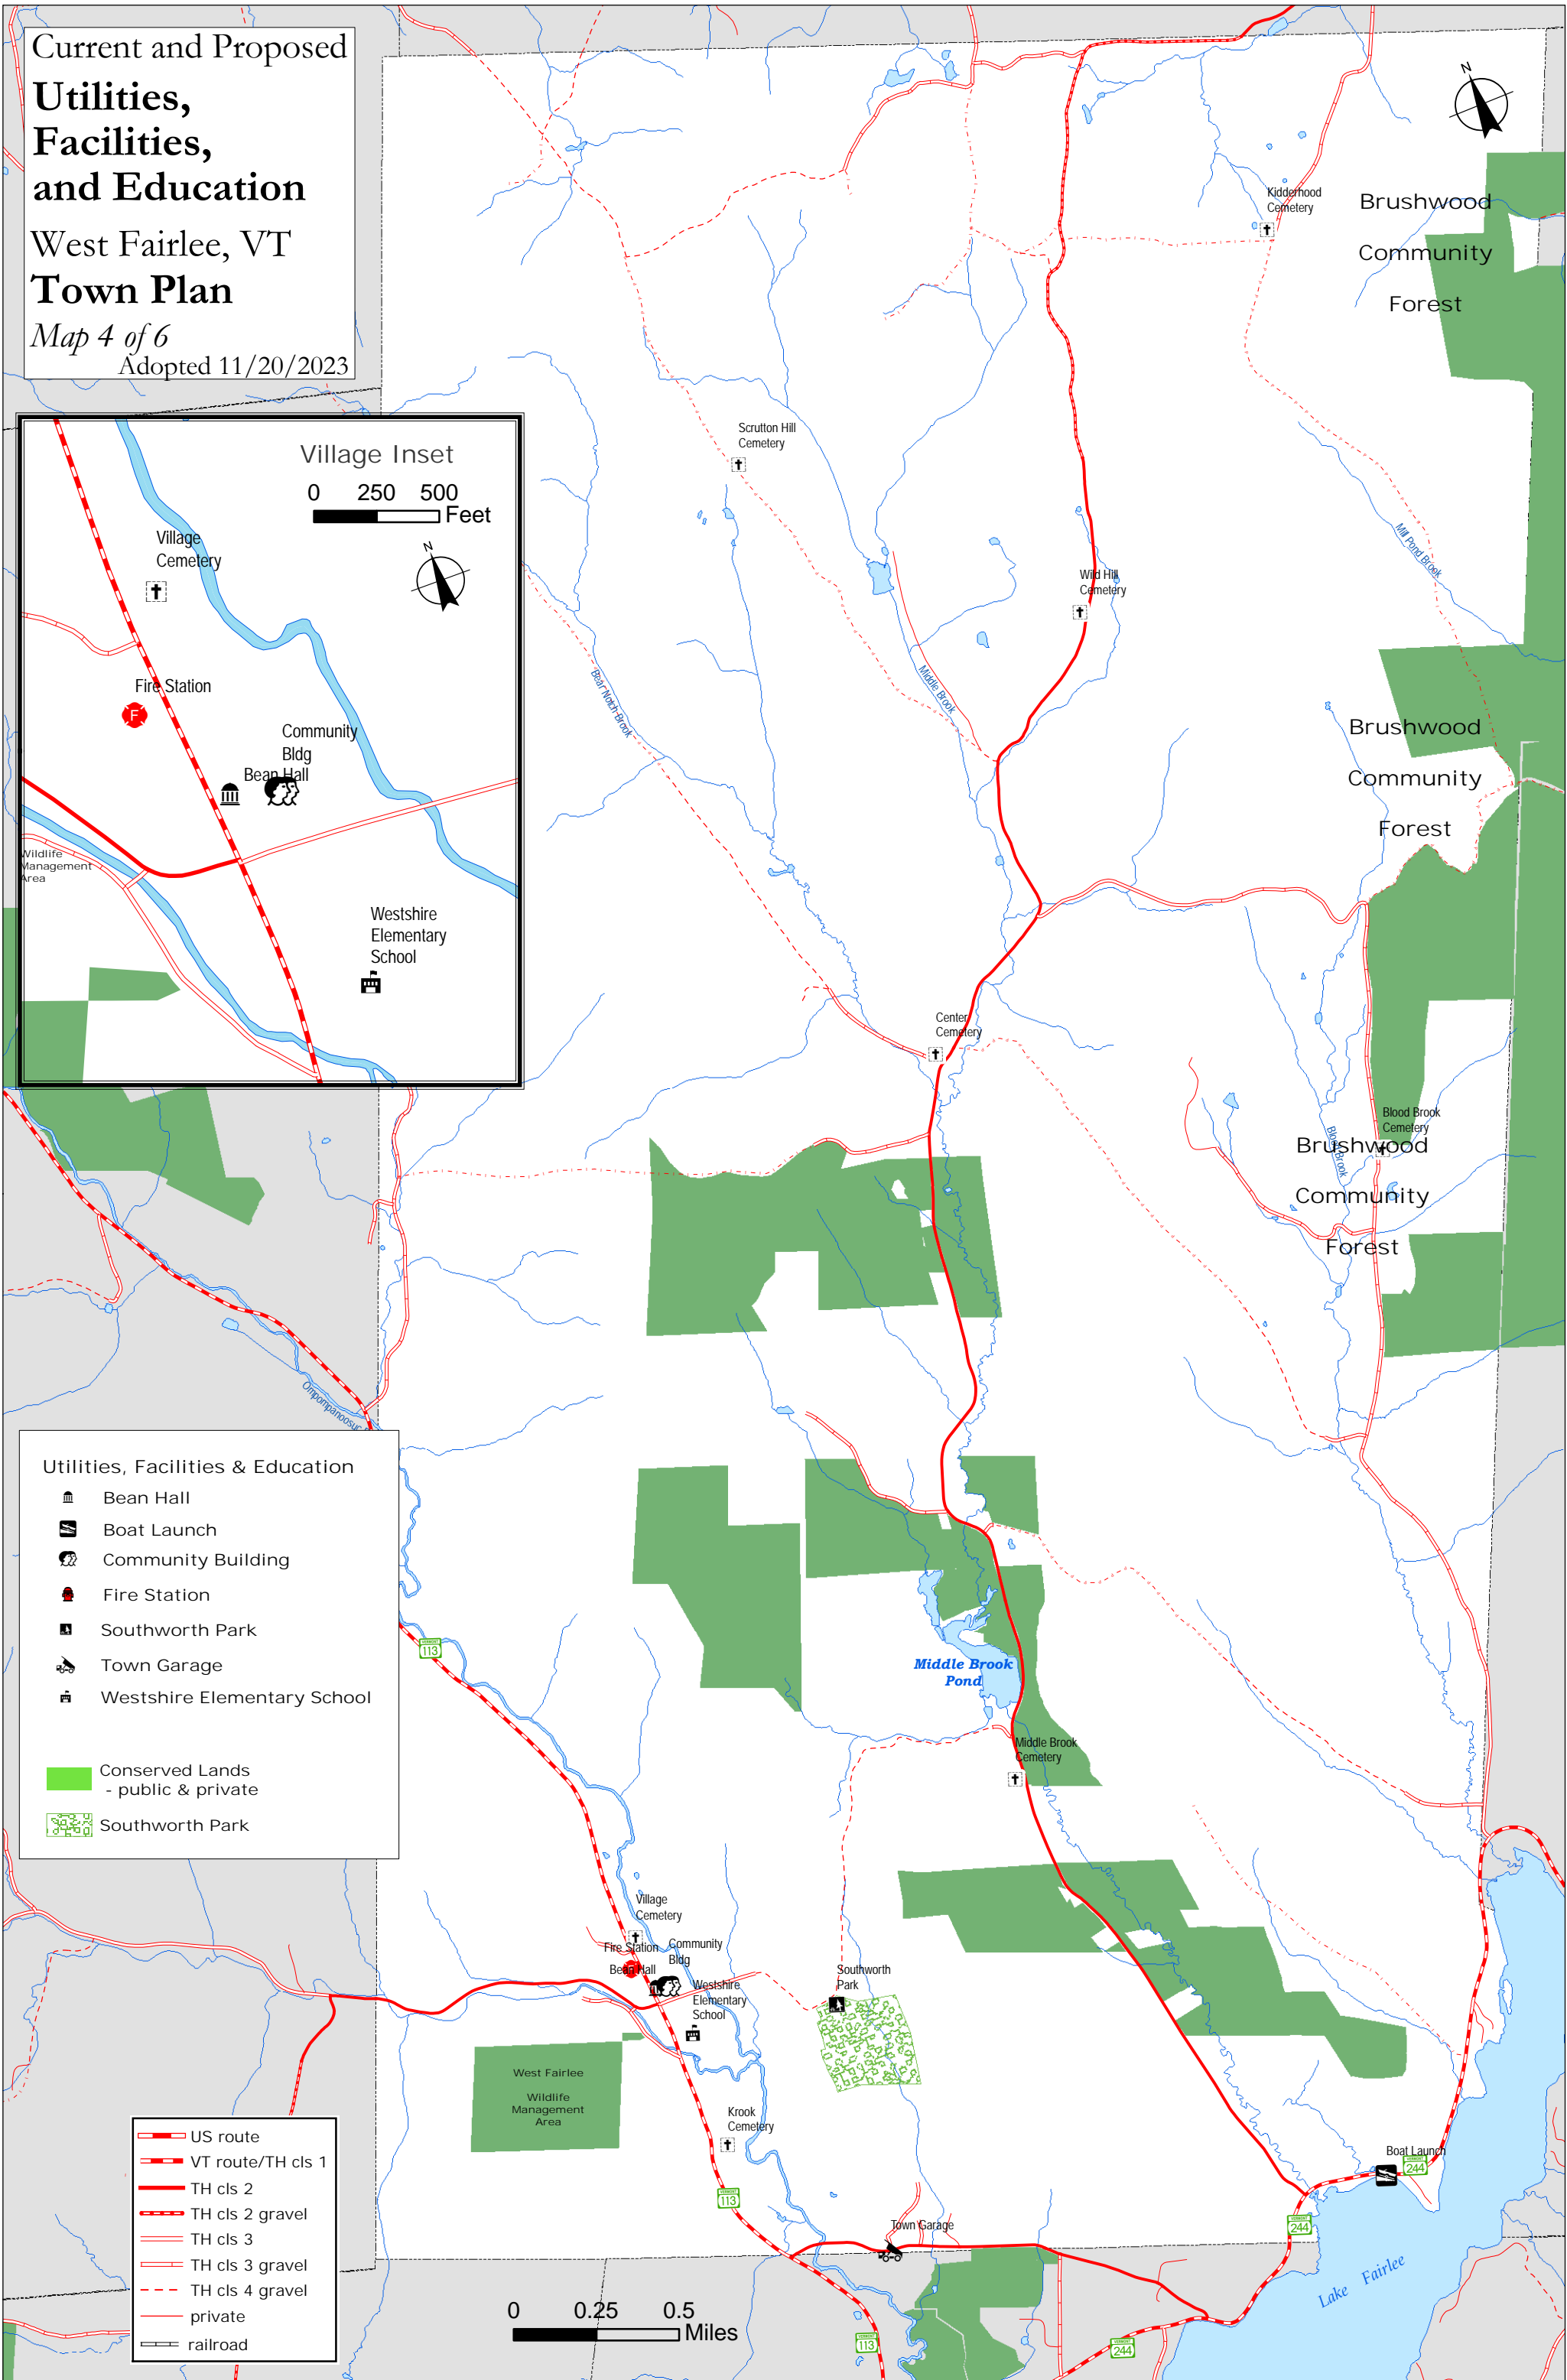 Current and Proposed
Utilities,
Facilities,
and Education
West Fairlee, VT
Town Plan
Map 4 of 6
Adopted 11/20/2023
N
Kidderhood
Cemetery
Brushwood
Community
Forest
Scrutton Hill
Cemetery
Village Inset
0 250 500
Feet
N
Village
Cemetery
Fire Station
F
Community
Bldg
Bean Hall
Wildlife
Management
Area
Westshire
Elementary
School
Mill Pond Brook
Wild Hill
Cemetery
Middle Brook
Bear Notch Brook
Brushwood
Community
Forest
Center
Cemetery
Blood Brook
Cemetery
Blood Brook
Brushwood
Community
Forest
Ompompanoosuc
Utilities, Facilities & Education
Bean Hall
Boat Launch
Community Building
Fire Station
Southworth Park
Town Garage
Westshire Elementary School
Conserved Lands
- public & private
Southworth Park
VERMONT
113
Middle Brook
Pond
Middle Brook
Cemetery
Village
Cemetery
Fire Station
Community
Bldg
Bean Hall
Westshire
Elementary
School
Southworth
Park
West Fairlee
Wildlife
Management
Area
Krook
Cemetery
VERMONT
113
Boat Launch
VERMONT
244
VERMONT
244
Town Garage
Lake Fairlee
US route
VT route/TH cls 1
TH cls 2
TH cls 2 gravel
TH cls 3
TH cls 3 gravel
TH cls 4 gravel
private
railroad
0 0.25 0.5
Miles
VERMONT
113
VERMONT
244